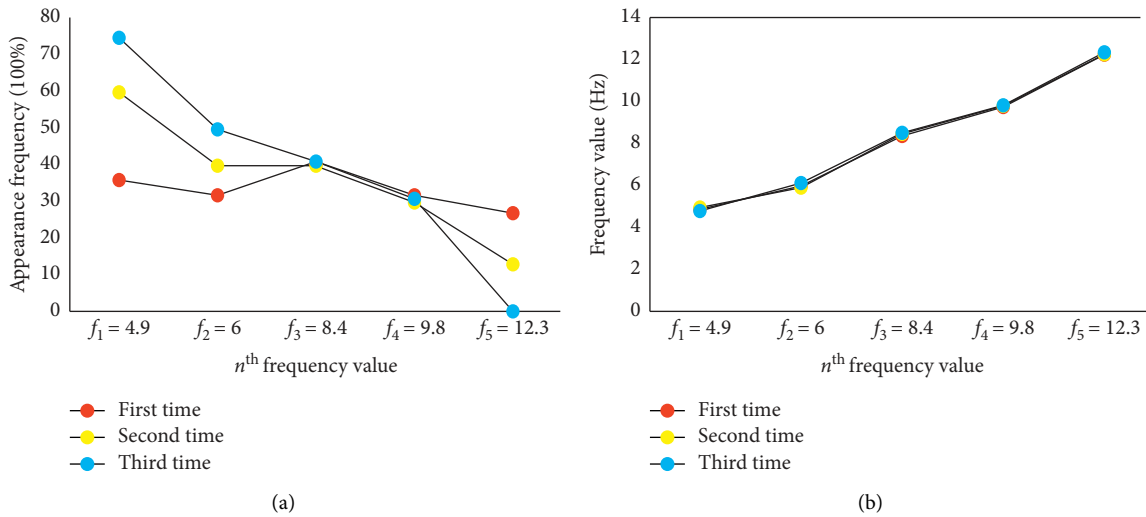 Appearance frequency (100%)
80
70
60
50
40
30
20
10
0
f₁ = 4.9
f₂ = 6
f₃ = 8.4
f₄ = 9.8
f₅ = 12.3
nᵗʰ frequency value
First time
Second time
Third time
(a)
Frequency value (Hz)
14
12
10
8
6
4
2
0
f₁ = 4.9
f₂ = 6
f₃ = 8.4
f₄ = 9.8
f₅ = 12.3
nᵗʰ frequency value
First time
Second time
Third time
(b)